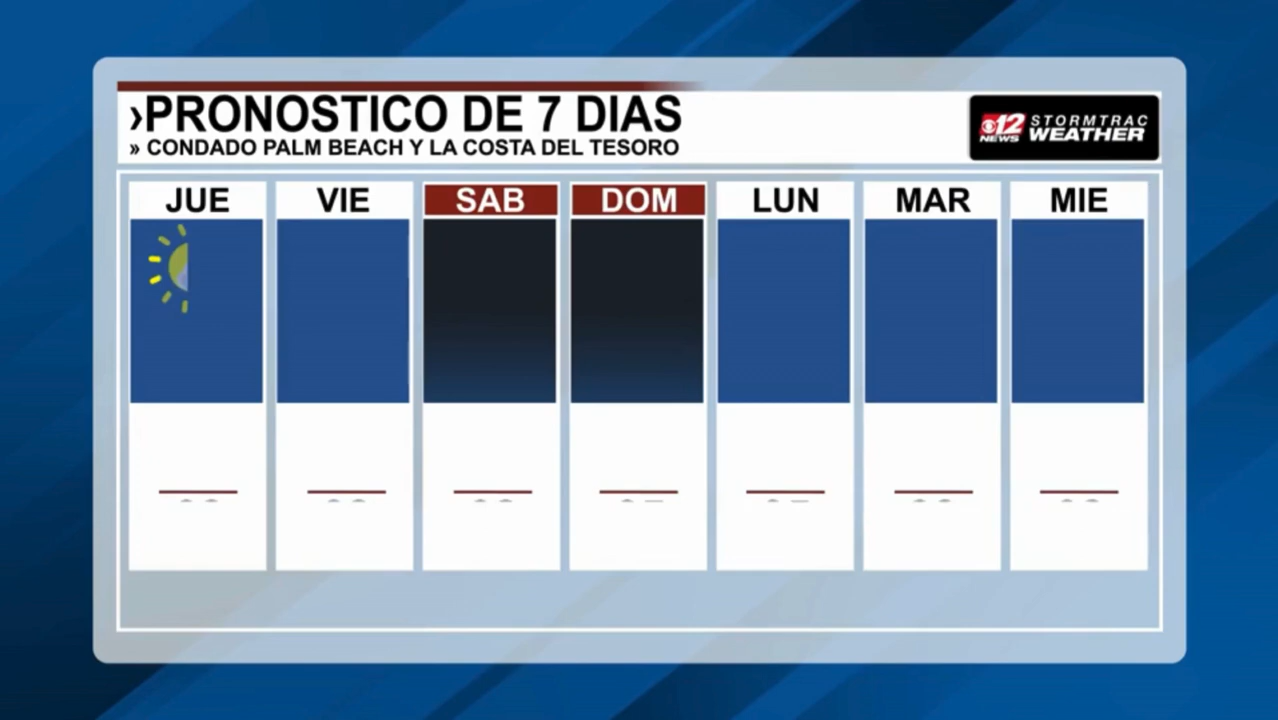 ›PRONOSTICO DE 7 DIAS
» CONDADO PALM BEACH Y LA COSTA DEL TESORO
12 NEWS STORMTRAC WEATHER
JUE VIE SAB DOM LUN MAR MIE